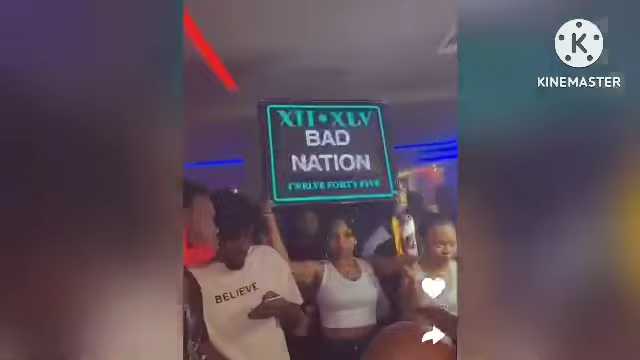 XII•XLV
BAD
NATION
TWELVE FORTY FIVE
BELIEVE
K
KINEMASTER